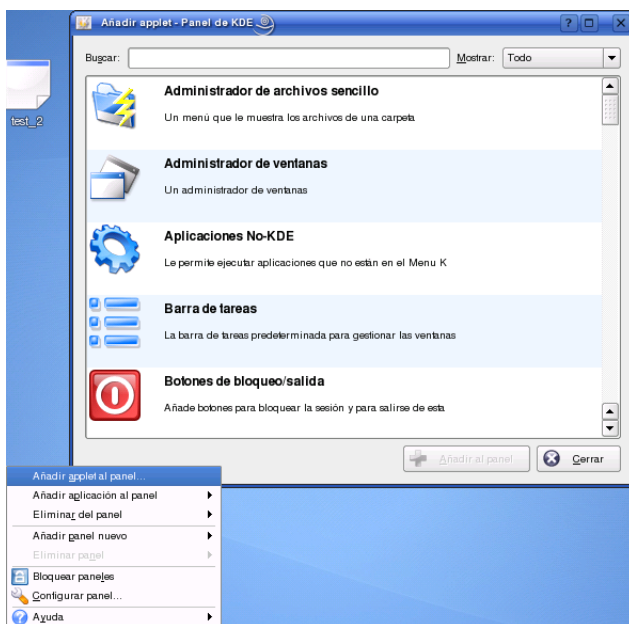 Añadir applet - Panel de KDE
Buscar:
Mostrar: Todo
test_2
Administrador de archivos sencillo
Un menú que le muestra los archivos de una carpeta
Administrador de ventanas
Un administrador de ventanas
Aplicaciones No-KDE
Le permite ejecutar aplicaciones que no están en el Menu K
Barra de tareas
La barra de tareas predeterminada para gestionar las ventanas
Botones de bloqueo/salida
Añade botones para bloquear la sesión y para salirse de esta
Añadir al panel
Cerrar
Añadir applet al panel...
Añadir aplicación al panel
Eliminar del panel
Añadir panel nuevo
Eliminar panel
Bloquear paneles
Configurar panel...
Ayuda